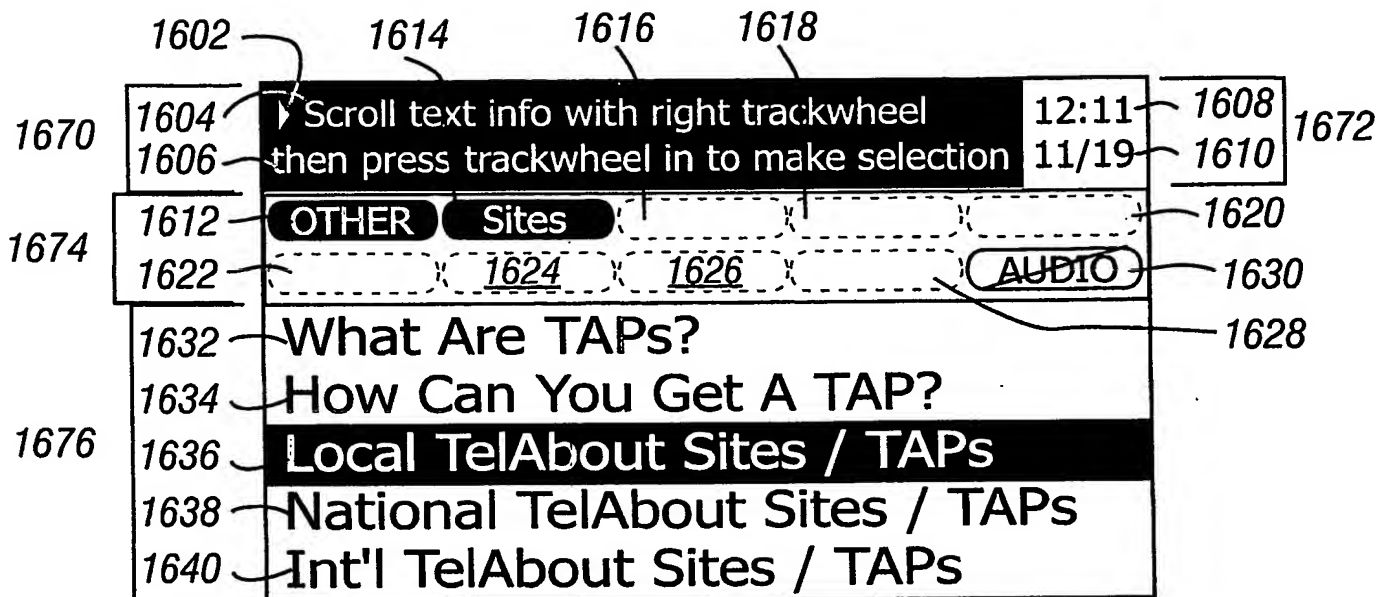 1602 1614 1616 1618
1670 1604 Scroll text info with right trackwheel 12:11 1608 1672
1606 then press trackwheel in to make selection 11/19 1610
1674 1612 OTHER Sites 1620
1622 1624 1626 AUDIO 1630
1632 What Are TAPs? 1628
1634 How Can You Get A TAP?
1676 1636 Local TelAbout Sites / TAPs
1638 National TelAbout Sites / TAPs
1640 Int'l TelAbout Sites / TAPs